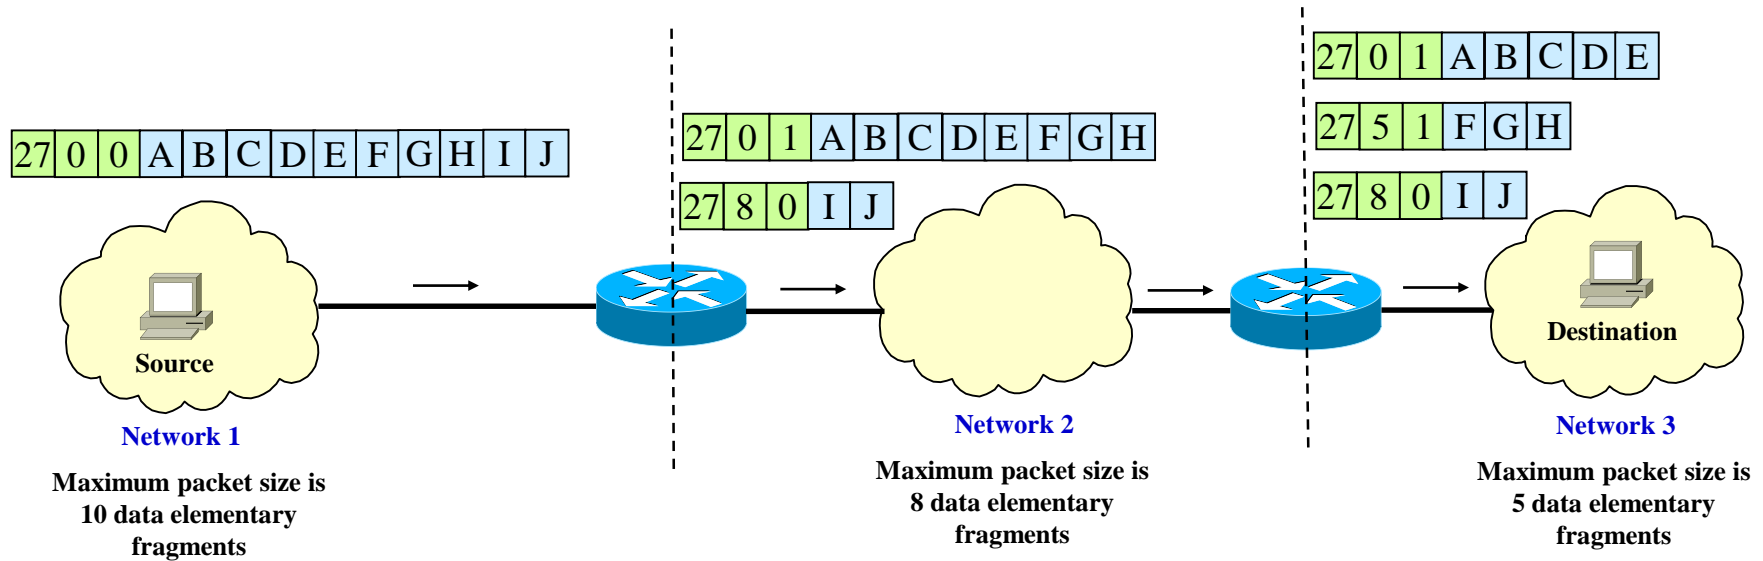 27 0 0 A B C D E F G H I J
27 0 1 A B C D E F G H
27 8 0 I J
27 0 1 A B C D E
27 5 1 F G H
27 8 0 I J
Source
Destination
Network 1
Network 2
Network 3
Maximum packet size is
10 data elementary
fragments
Maximum packet size is
8 data elementary
fragments
Maximum packet size is
5 data elementary
fragments